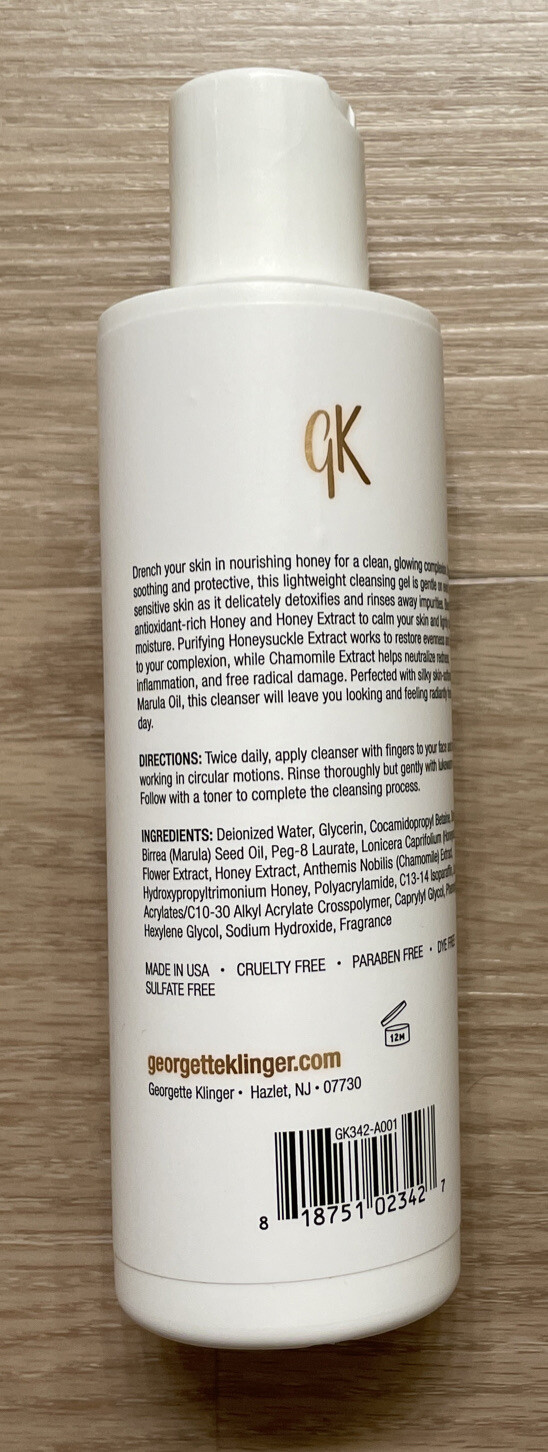 GK
Drench your skin in nourishing honey for a clean, glowing
soothing and protective, this lightweight cleansing gel is gentle on
sensitive skin as it delicately detoxifies and rinses away impurities.
antioxidant-rich Honey and Honey Extract to calm your skin and
moisture. Purifying Honeysuckle Extract works to restore evenness
to your complexion, while Chamomile Extract helps neutralize
inflammation, and free radical damage. Perfected with silky
Marula Oil, this cleanser will leave you looking and feeling
day.
DIRECTIONS: Twice daily, apply cleanser with fingers to your face
working in circular motions. Rinse thoroughly but gently with
Follow with a toner to complete the cleansing process.
INGREDIENTS: Deionized Water, Glycerin, Cocamidopropyl Betaine,
Birrea (Marula) Seed Oil, Peg-8 Laurate, Lonicera Caprifolium
Flower Extract, Honey Extract, Anthemis Nobilis (Chamomile) Extract,
Hydroxypropyltrimonium Honey, Polyacrylamide, C13-14 Isoparaffin,
Acrylates/C10-30 Alkyl Acrylate Crosspolymer, Caprylyl Glycol,
Hexylene Glycol, Sodium Hydroxide, Fragrance
MADE IN USA • CRUELTY FREE • PARABEN FREE • DYE FREE
SULFATE FREE
12M
georgetteklinger.com
Georgette Klinger • Hazlet, NJ • 07730
GK342-A001
8 18751 02342 7